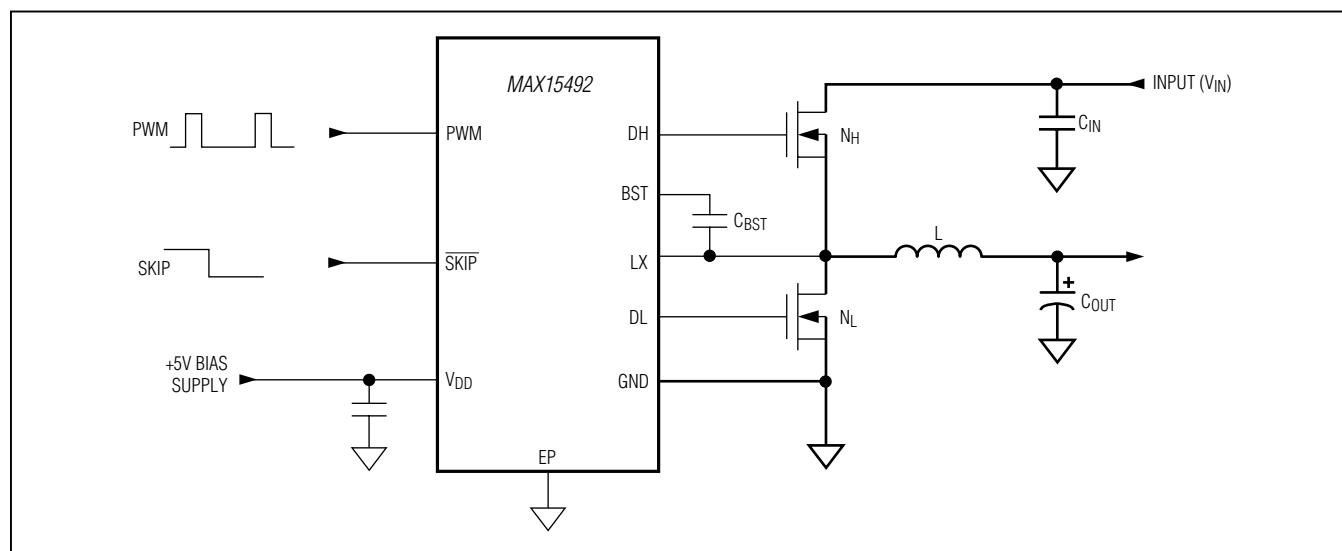 MAX15492
PWM
PWM
SKIP
SKIP
+5V BIAS
SUPPLY
VDD
EP
DH
BST
LX
DL
GND
CBST
NH
NL
INPUT (VIN)
CIN
L
+
COUT